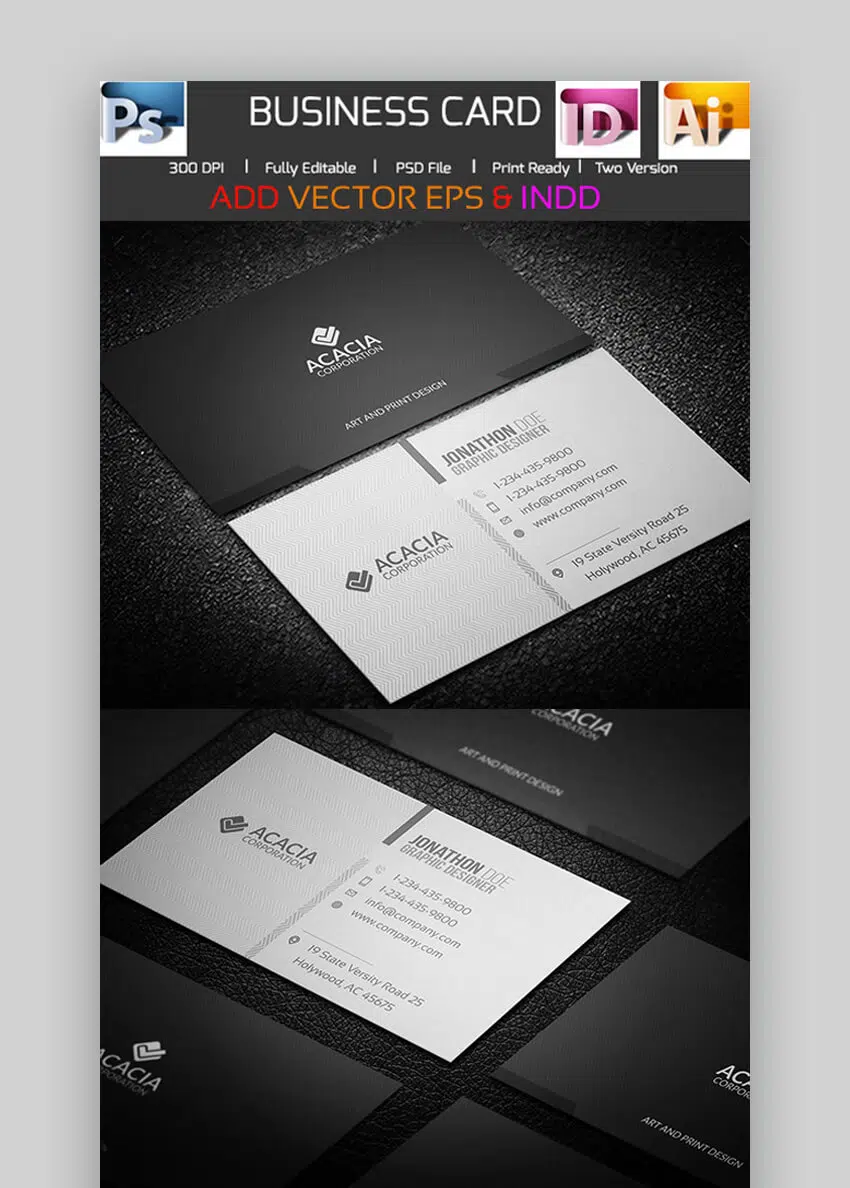 Ps
BUSINESS CARD
ID
Ai
300 DPI | Fully Editable | PSD File | Print Ready | Two Version
ADD VECTOR EPS & INDD
ACACIA
CORPORATION
ART AND PRINT DESIGN
JONATHON DOE
GRAPHIC DESIGNER
1-234-435-9800
1-234-435-9800
info@company.com
www.company.com
19 State Versity Road 25
Holywood, AC 45675
ACACIA
CORPORATION
ACACIA
CORPORATION
ART AND PRINT DESIGN
ACACIA
CORPORATION
JONATHON DOE
GRAPHIC DESIGNER
1-234-435-9800
1-234-435-9800
info@company.com
www.company.com
19 State Versity Road 25
Holywood, AC 45675
ACACIA
CORPORATION
ACA
CORPOR
ART AND PRINT DESIGN